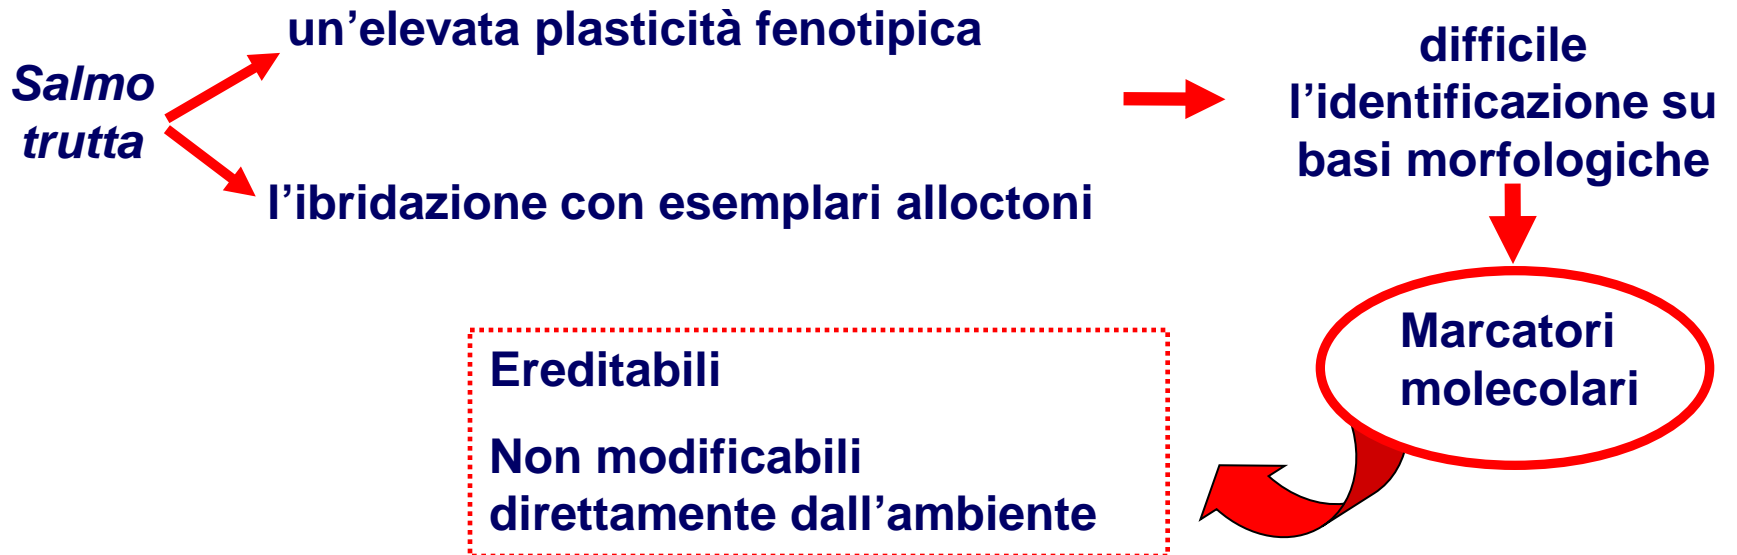 un’elevata plasticità fenotipica
Salmo
trutta
l’ibridazione con esemplari alloctoni
difficile
l’identificazione su
basi morfologiche
Marcatori
molecolari
Ereditabili
Non modificabili
direttamente dall’ambiente